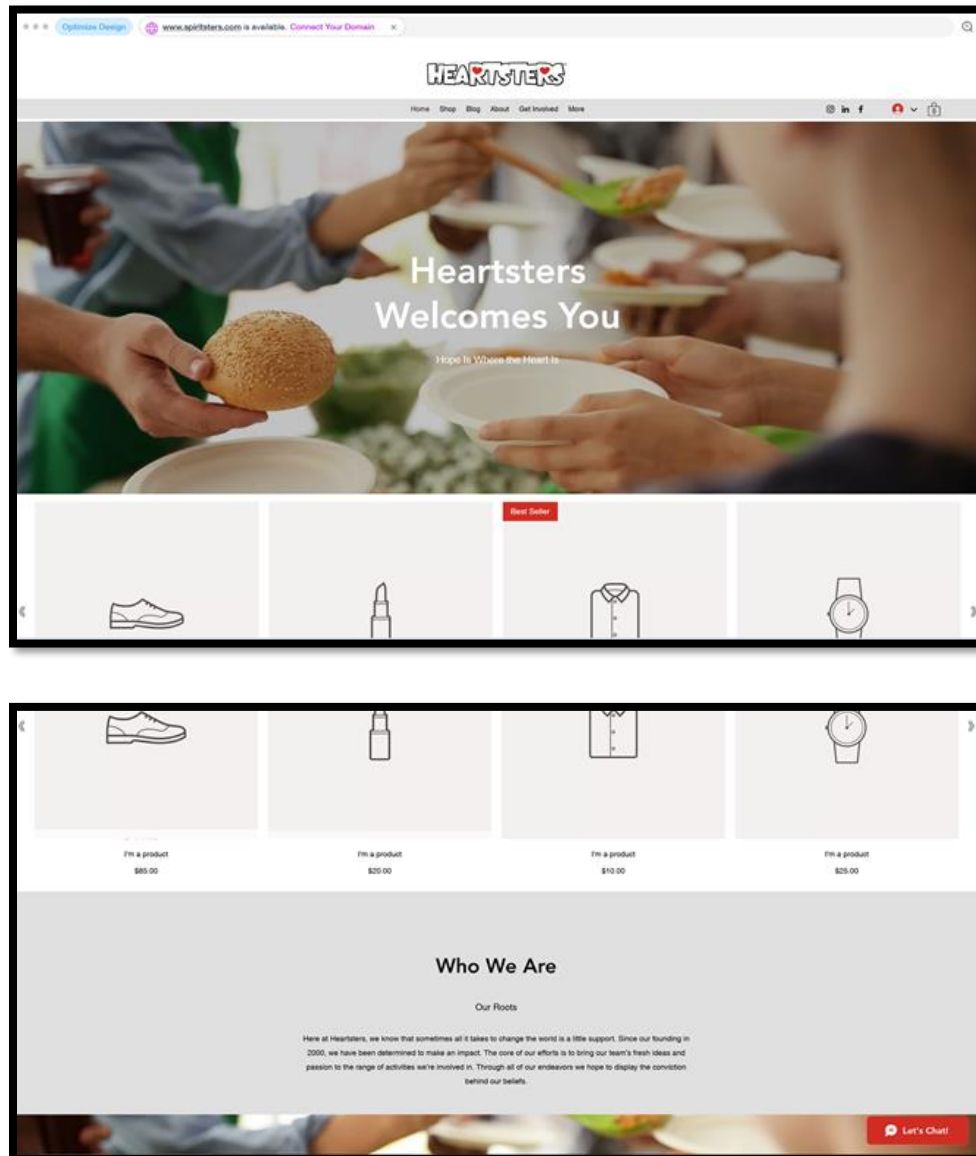 Optimize Design www.spiritsters.com is available. Connect Your Domain x
HEARTSTERS
Home Shop Blog About Get Involved More
in f
0
Heartsters
Welcomes You
Hope Is Where the Heart is
Best Seller
I'm a product I'm a product I'm a product I'm a product
$85.00 $20.00 $10.00 $25.00
Who We Are
Our Roots
Here at Heartsters, we know that sometimes all it takes to change the world is a little support. Since our founding in
2000, we have been determined to make an impact. The core of our efforts is to bring our team's fresh ideas and
passion to the range of activities we're involved in. Through all of our endeavors we hope to display the conviction
behind our beliefs.
Let's Chat!